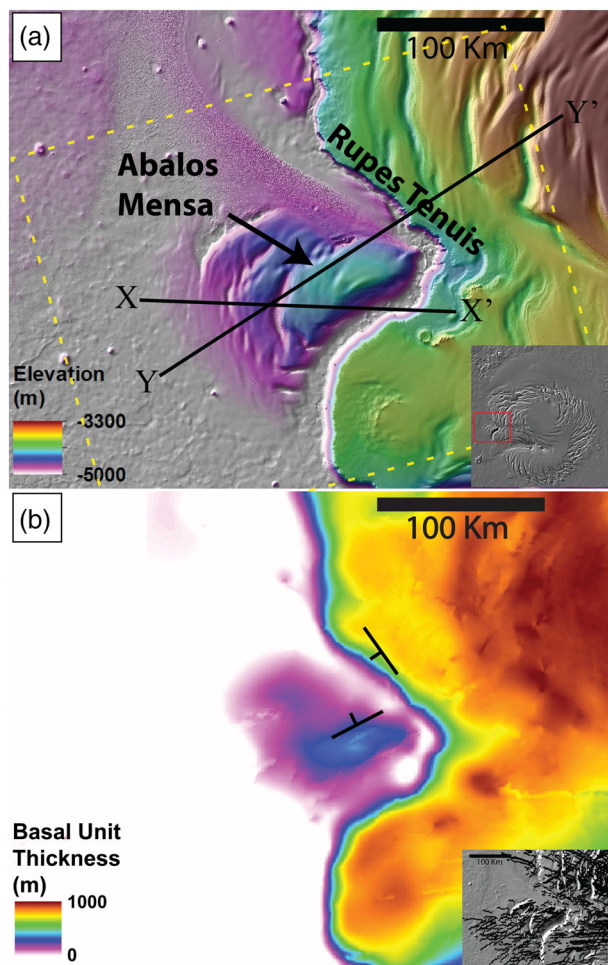 (a)
100 Km
Y'
Rupes Tenuis
Abalos
Mensa
X
X'
Y
Elevation
(m)
-3300
-5000
(b)
100 Km
Basal Unit
Thickness
(m)
1000
0
100 Km